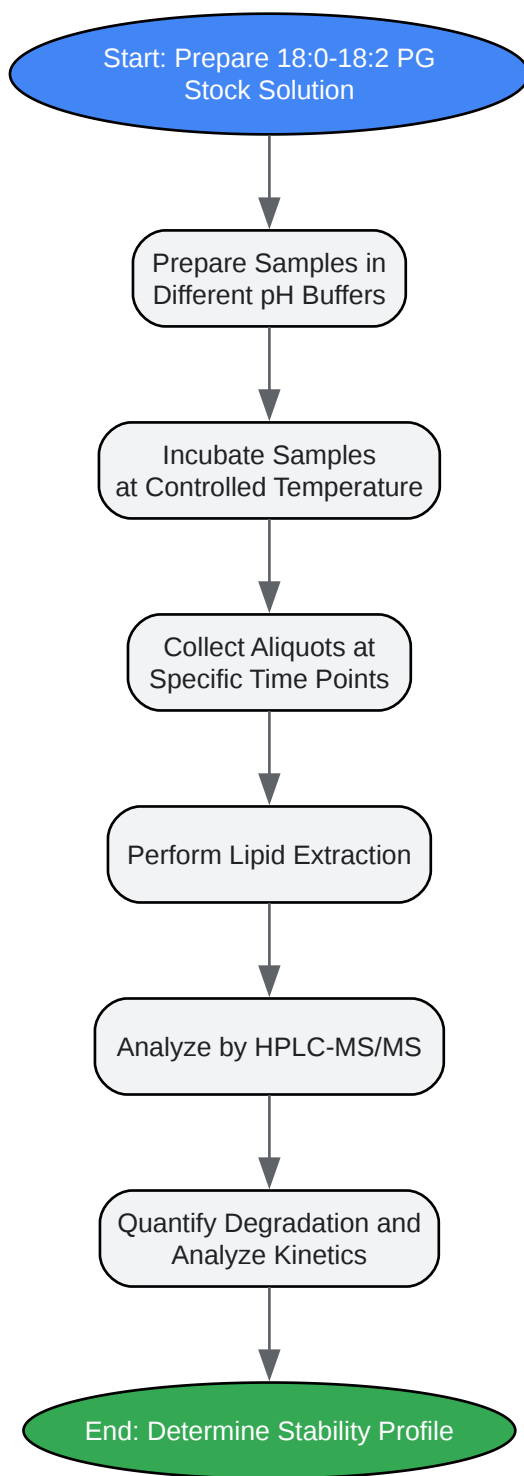 Start: Prepare 18:0-18:2 PG
Stock Solution
Prepare Samples in
Different pH Buffers
Incubate Samples
at Controlled Temperature
Collect Aliquots at
Specific Time Points
Perform Lipid Extraction
Analyze by HPLC-MS/MS
Quantify Degradation and
Analyze Kinetics
End: Determine Stability Profile